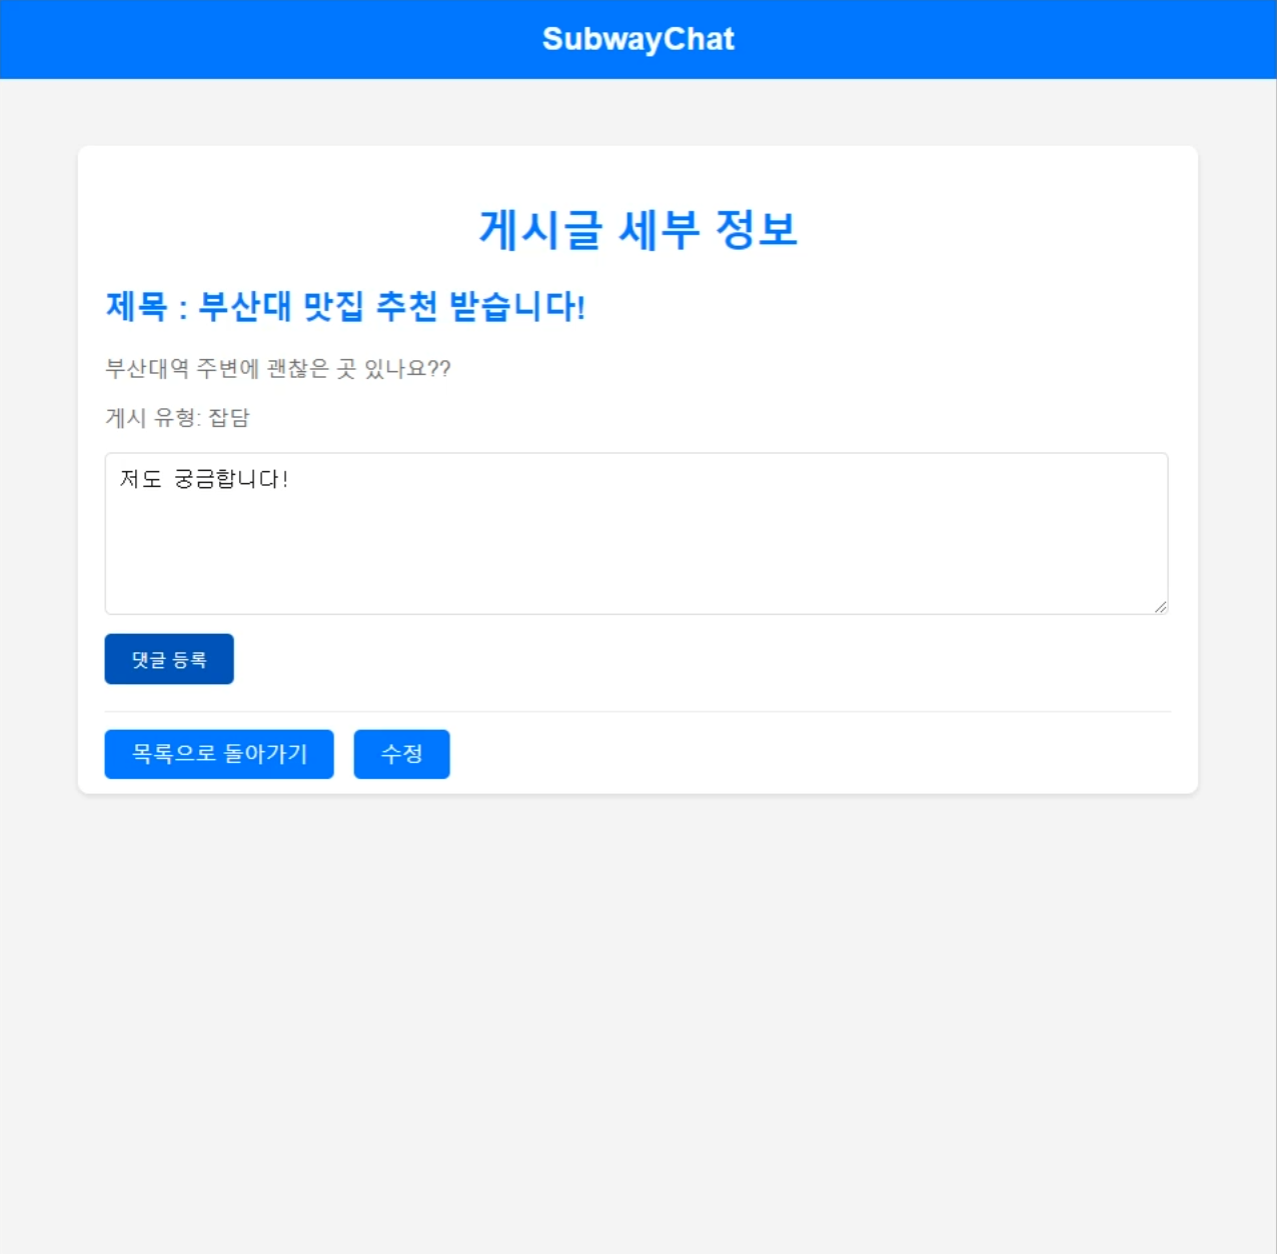 SubwayChat
게시글 세부 정보
제목 : 부산대 맛집 추천 받습니다!
부산대역 주변에 괜찮은 곳 있나요??
게시 유형: 잡담
저도 궁금합니다!
댓글 등록
목록으로 돌아가기 수정